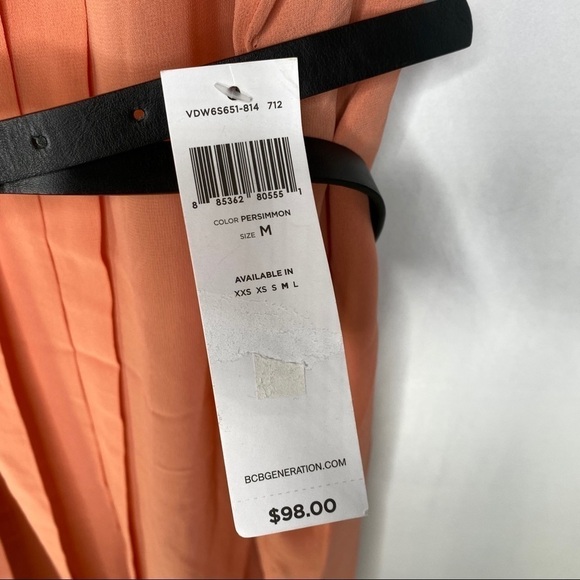 VDW6S651-814 712
8 85362 80555 1
COLOR PERSIMMON
SIZE M
AVAILABLE IN
XXS XS S M L
BCBGENERATION.COM
$98.00